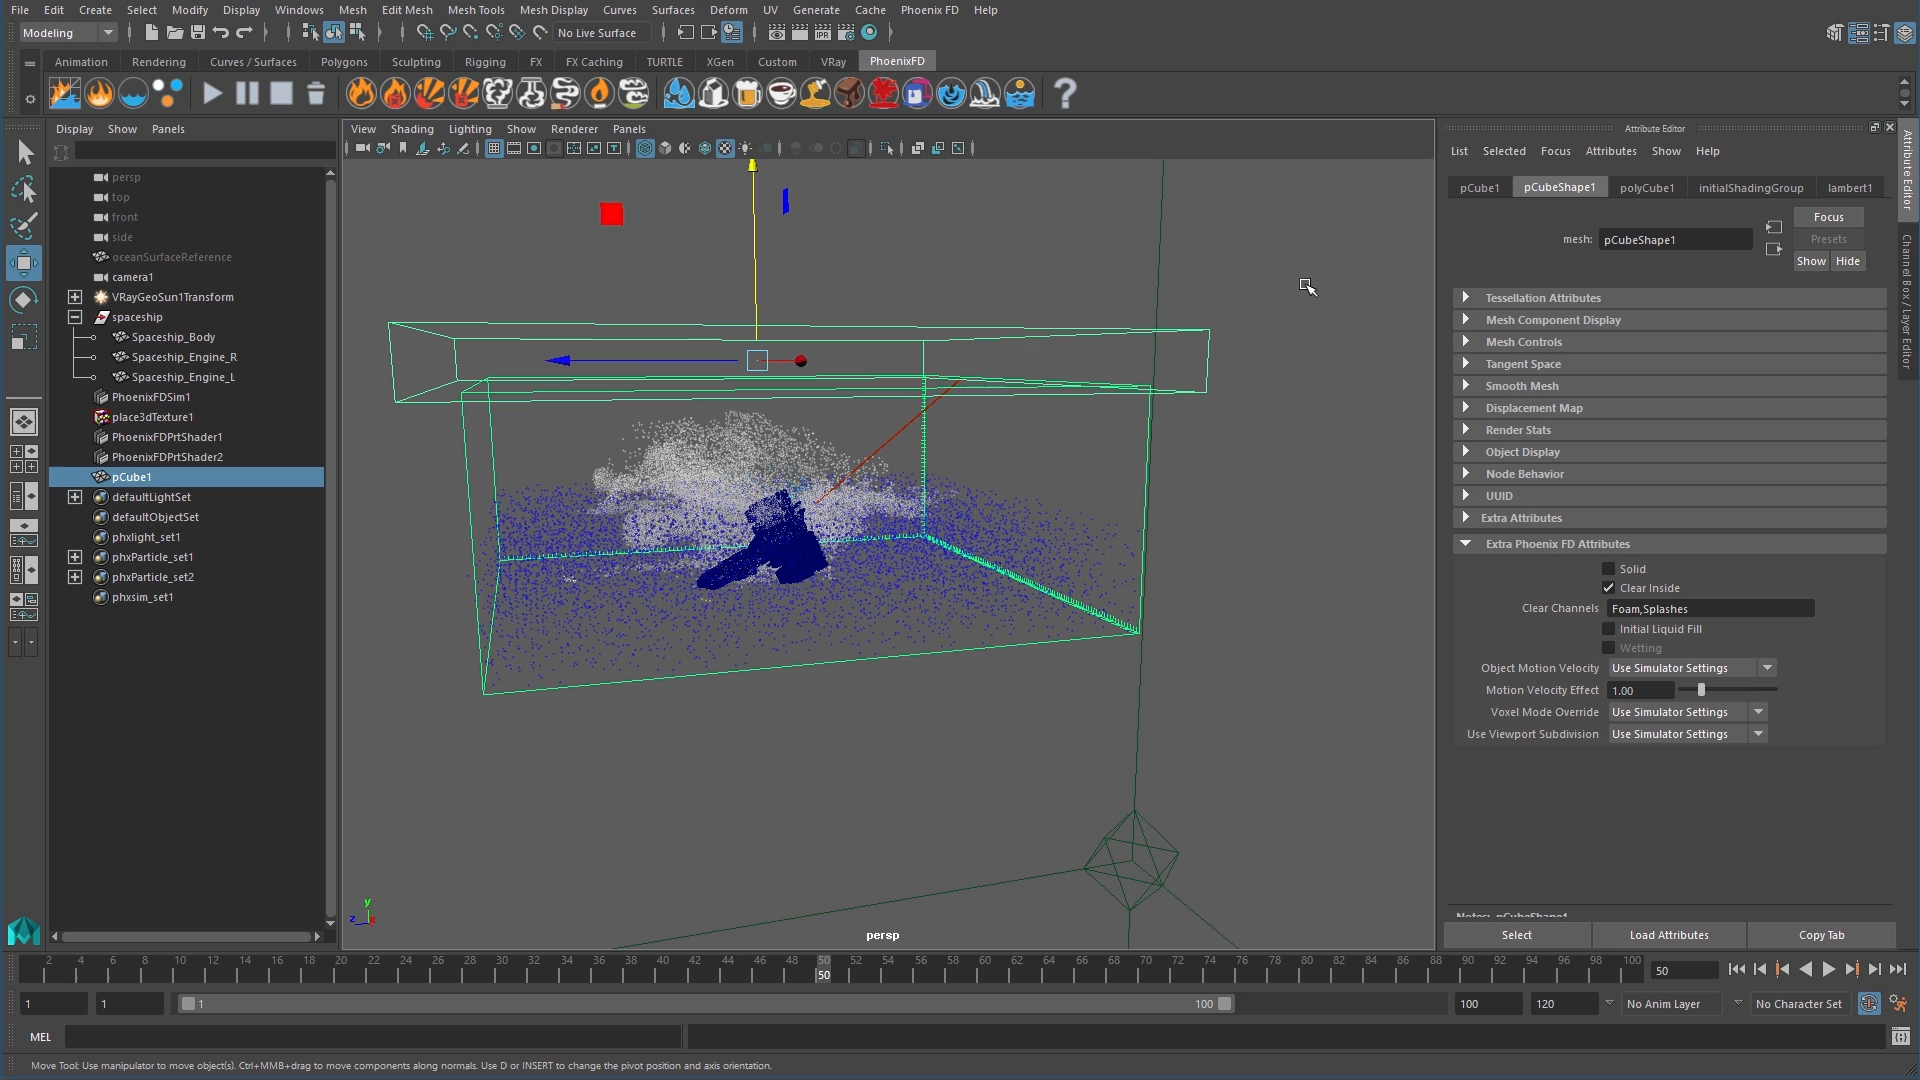 File Edit Create Select Modify Display Windows Mesh Edit Mesh Mesh Tools Mesh Display Curves Surfaces Deform UV Generate Cache Phoenix FD Help
Modeling No Live Surface IPR
Animation Rendering Curves / Surfaces Polygons Sculpting Rigging FX FX Caching TURTLE XGen Custom VRay PhoenixFD
Display Show Panels
persp
top
front
side
oceanSurfaceReference
camera1
VRayGeoSun1Transform
spaceship
Spaceship_Body
Spaceship_Engine_R
Spaceship_Engine_L
PhoenixFDSim1
place3dTexture1
PhoenixFDPrtShader1
PhoenixFDPrtShader2
pCube1
defaultLightSet
defaultObjectSet
phxlight_set1
phxParticle_set1
phxParticle_set2
phxsim_set1
View Shading Lighting Show Renderer Panels
y
z x
persp
Attribute Editor
List Selected Focus Attributes Show Help
pCube1 pCubeShape1 polyCube1 initialShadingGroup lambert1
Focus
mesh: pCubeShape1 Presets
Show Hide
Tessellation Attributes
Mesh Component Display
Mesh Controls
Tangent Space
Smooth Mesh
Displacement Map
Render Stats
Object Display
Node Behavior
UUID
Extra Attributes
Extra Phoenix FD Attributes
Solid
Clear Inside
Clear Channels Foam,Splashes
Initial Liquid Fill
Wetting
Object Motion Velocity Use Simulator Settings
Motion Velocity Effect 1.00
Voxel Mode Override Use Simulator Settings
Use Viewport Subdivision Use Simulator Settings
Notes: pCubeShape1
Select Load Attributes Copy Tab
Attribute Editor
Channel Box / Layer Editor
2 4 6 8 10 12 14 16 18 20 22 24 26 28 30 32 34 36 38 40 42 44 46 48 50 52 54 56 58 60 62 64 66 68 70 72 74 76 78 80 82 84 86 88 90 92 94 96 98 100
50 50
1 1 1 100 100 120 No Anim Layer No Character Set
MEL
Move Tool: Use manipulator to move object(s). Ctrl+MMB+drag to move components along normals. Use D or INSERT to change the pivot position and axis orientation.